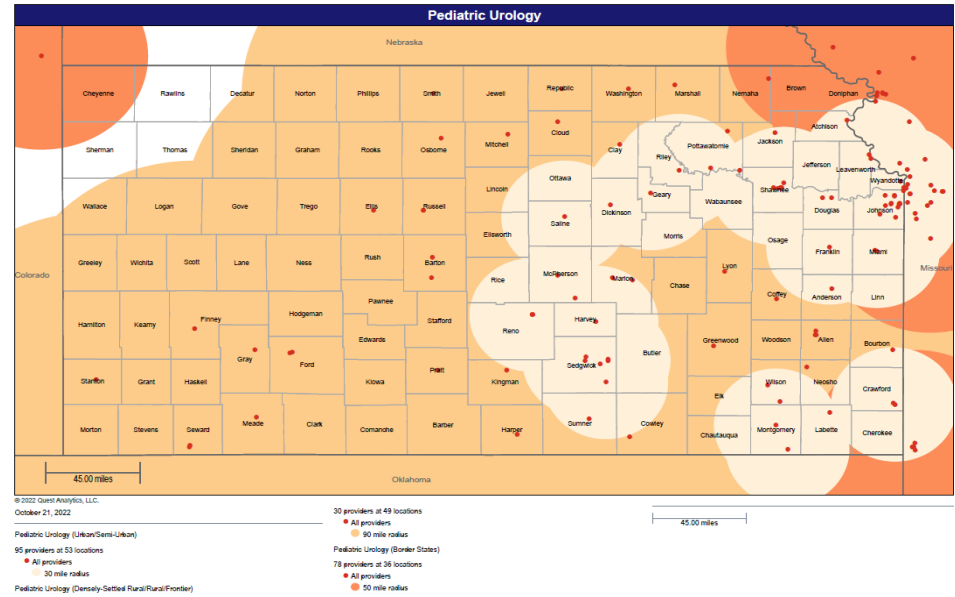 Pediatric Urology
Nebraska
Cheyenne Rawlins Decatur Norton Phillips Smith Jewell Republic Washington Marshall Nemaha Brown Doniphan
Atchison
Sherman Thomas Sheridan Graham Rooks Osborne Mitchell Cloud Clay Riley Pottawatomie Jackson Jefferson Leavenworth
Wyandotte
Lincoln Ottawa
Wallace Logan Gove Trego Ellis Russell Dickinson Geary Wabaunsee Shawnee Douglas Johnson
Ellsworth Saline Morris Osage
Colorado Greeley Wichita Scott Lane Ness Rush Barton Rice McPherson Marion Chase Lyon Franklin Miami Missouri
Pawnee Coffey Anderson Linn
Hamilton Kearny Finney Hodgeman Stafford Reno Harvey
Gray Ford Edwards Sedgwick Butler Greenwood Woodson Allen Bourbon
Stanton Grant Haskell Kiowa Pratt Kingman Elk Wilson Neosho Crawford
Morton Stevens Seward Meade Clark Comanche Barber Harper Sumner Cowley Chautauqua Montgomery Labette Cherokee
45.00 miles
Oklahoma
© 2022 Quest Analytics, LLC.
October 21, 2022
Pediatric Urology (Urban/Semi-Urban)
95 providers at 53 locations
All providers
30 mile radius
Pediatric Urology (Densely-Settled Rural/Rural/Frontier)
30 providers at 49 locations
All providers
90 mile radius
Pediatric Urology (Border States)
78 providers at 36 locations
All providers
50 mile radius
45.00 miles